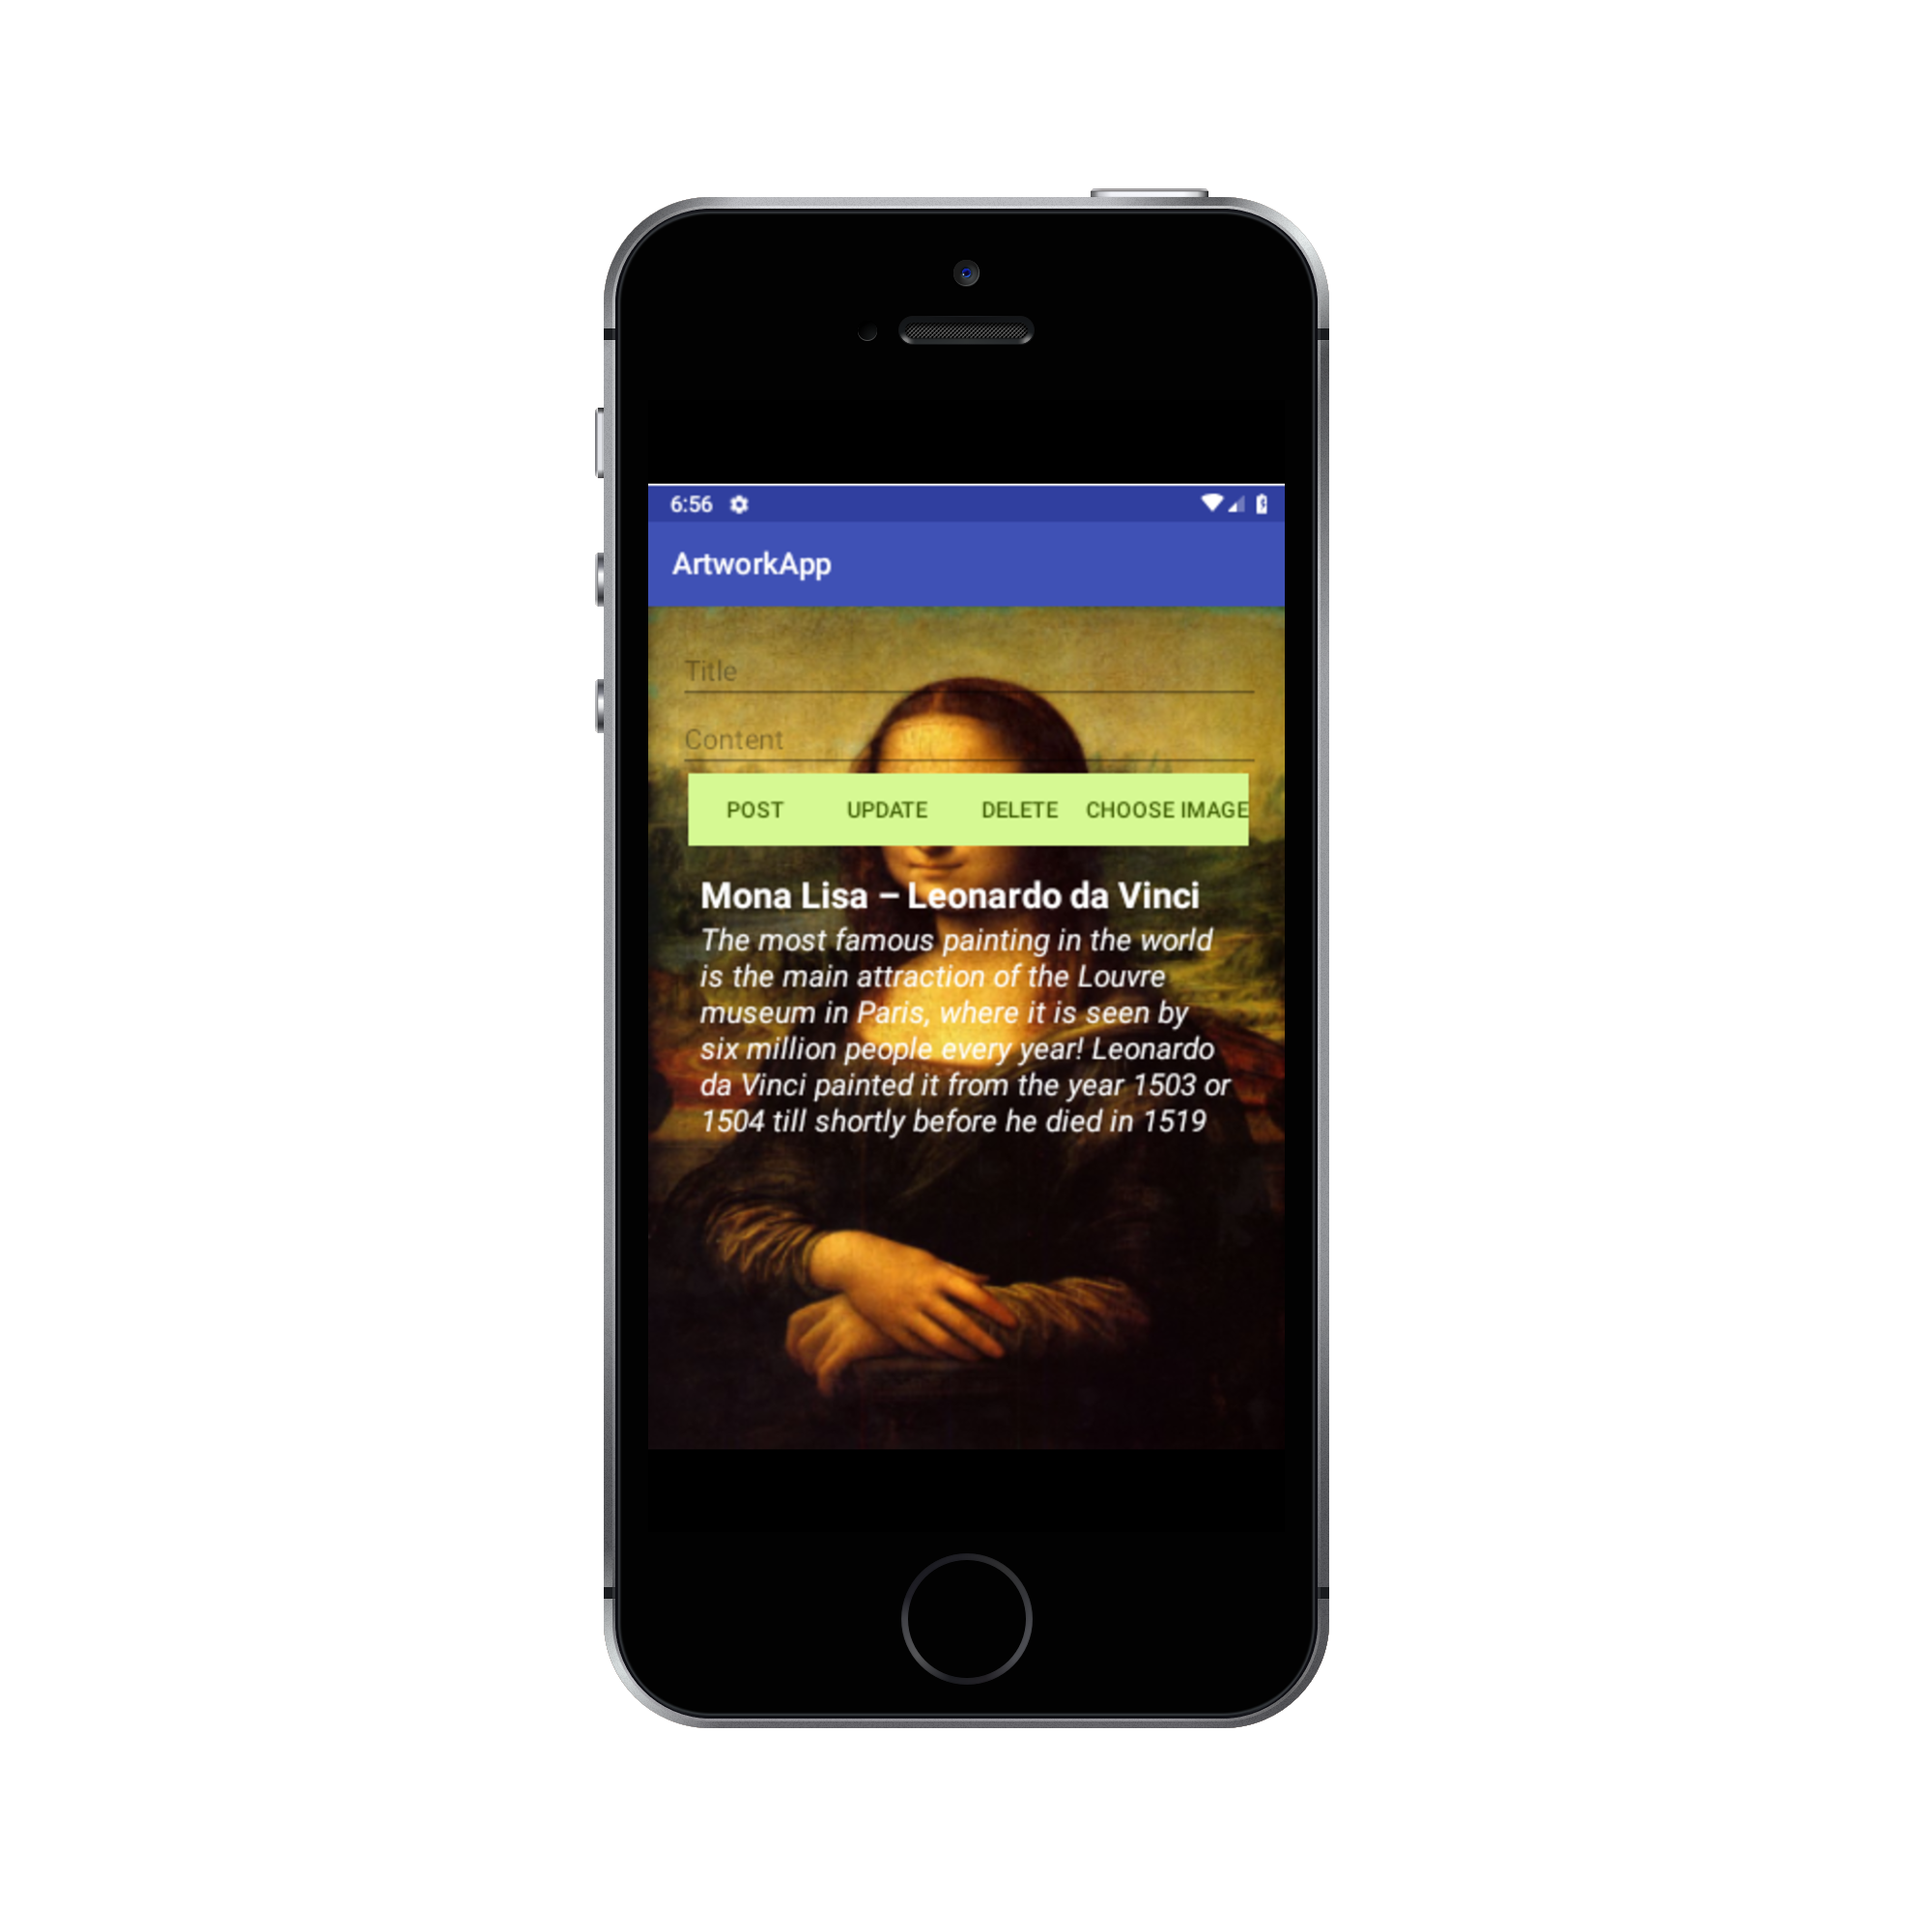 6:56
ArtworkApp
Title
Content
POST UPDATE DELETE CHOOSE IMAGE
Mona Lisa – Leonardo da Vinci
The most famous painting in the world
is the main attraction of the Louvre
museum in Paris, where it is seen by
six million people every year! Leonardo
da Vinci painted it from the year 1503 or
1504 till shortly before he died in 1519